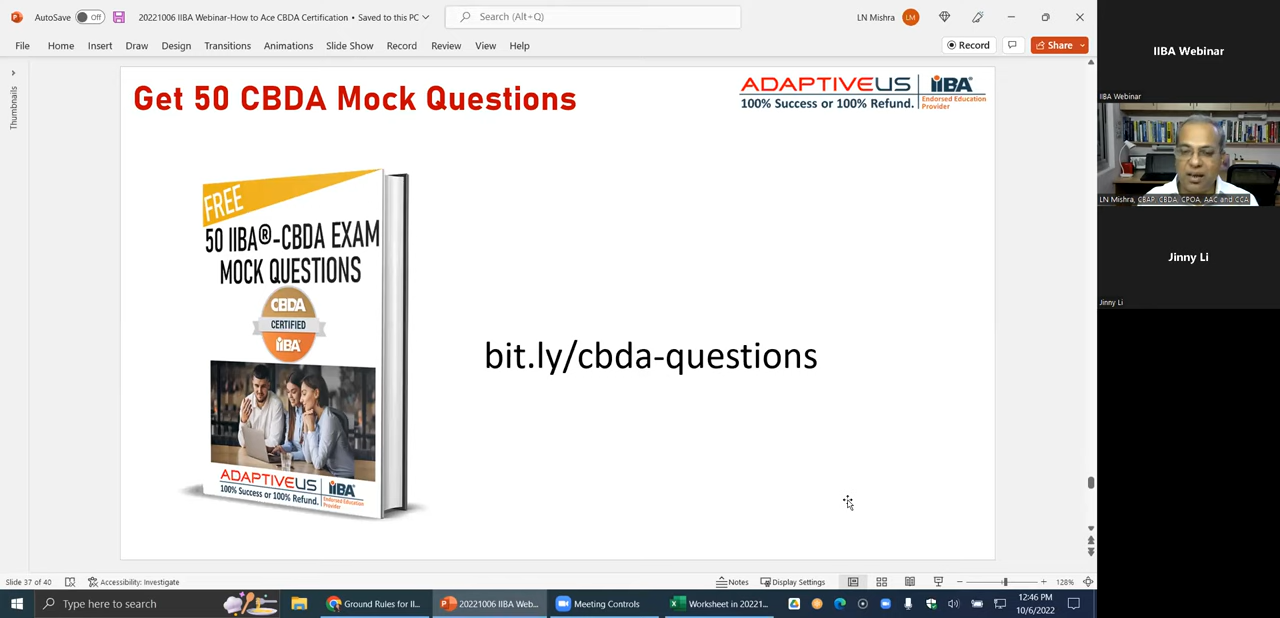 AutoSave Off 20221006 IIBA Webinar-How to Ace CBDA Certification • Saved to this PC Search (Alt+Q) LN Mishra LM
File Home Insert Draw Design Transitions Animations Slide Show Record Review View Help Record Share
Thumbnails
Get 50 CBDA Mock Questions
ADAPTIVEUS IIBA®
100% Success or 100% Refund. Endorsed Education
Provider
FREE
50 IIBA®-CBDA EXAM
MOCK QUESTIONS
CBDA
CERTIFIED
IIBA®
ADAPTIVEUS IIBA®
100% Success or 100% Refund. Endorsed Education
Provider
bit.ly/cbda-questions
IIBA Webinar
IIBA Webinar
LN Mishra, CBAP, CBDA, CPOA, AAC and CCA
Jinny Li
Jinny Li
Slide 37 of 40 Accessibility: Investigate Notes Display Settings 128%
Type here to search Ground Rules for II... 20221006 IIBA Web... Meeting Controls Worksheet in 20221... 12:46 PM
10/6/2022